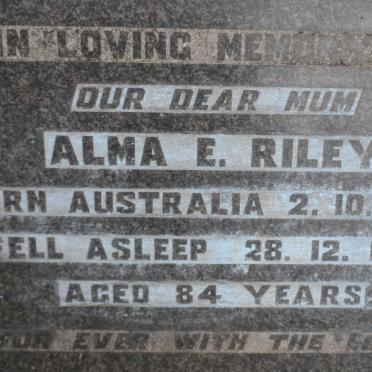 IN LOVING MEMORY
OUR DEAR MUM
ALMA E. RILEY
AUSTRALIA 2. 10.
FELL ASLEEP 28. 12.
AGED 84 YEARS
EVER WITH THE